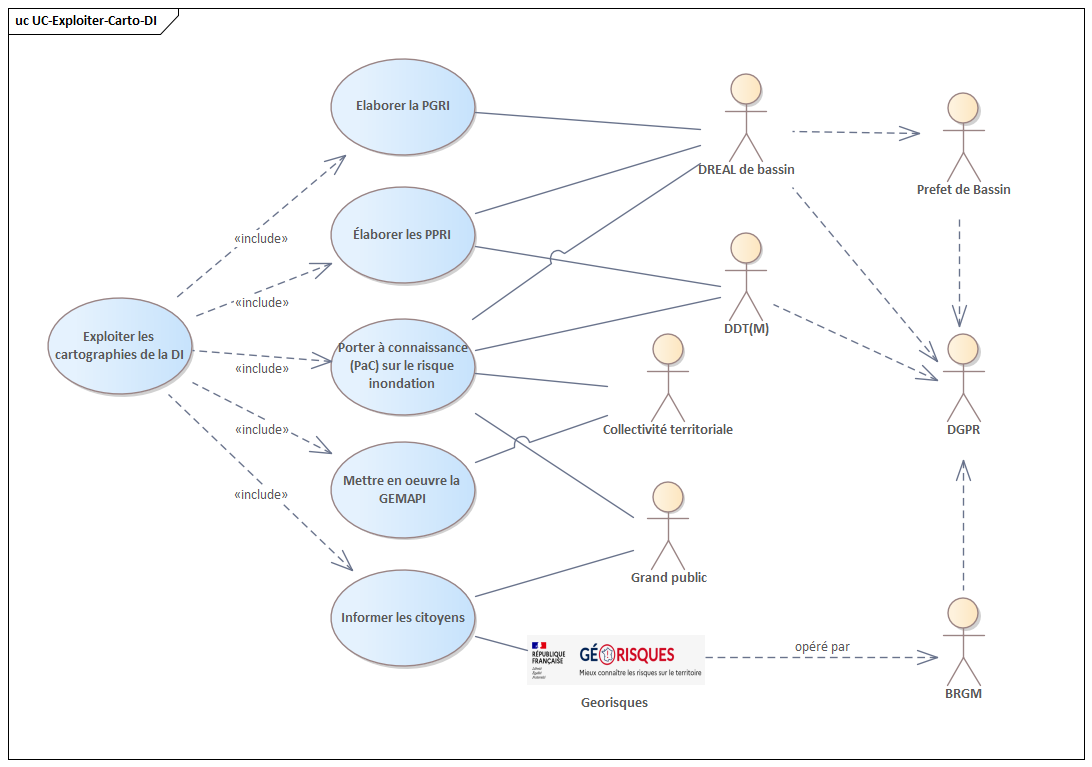 uc UC-Exploiter-Carto-DI
Elaborer la PGRI
DREAL de bassin
Prefet de Bassin
«include»
Élaborer les PPRI
«include»
DDT(M)
Exploiter les
cartographies de la DI
Porter à connaissance
(PaC) sur le risque
inondation
«include»
Collectivité territoriale
DGPR
«include»
Mettre en oeuvre la
GEMAPI
«include»
Grand public
Informer les citoyens
RÉPUBLIQUE
FRANÇAISE
Liberté
Égalité
Fraternité
GÉORISQUES
Mieux connaître les risques sur le territoire
opéré par
Georisques
BRGM